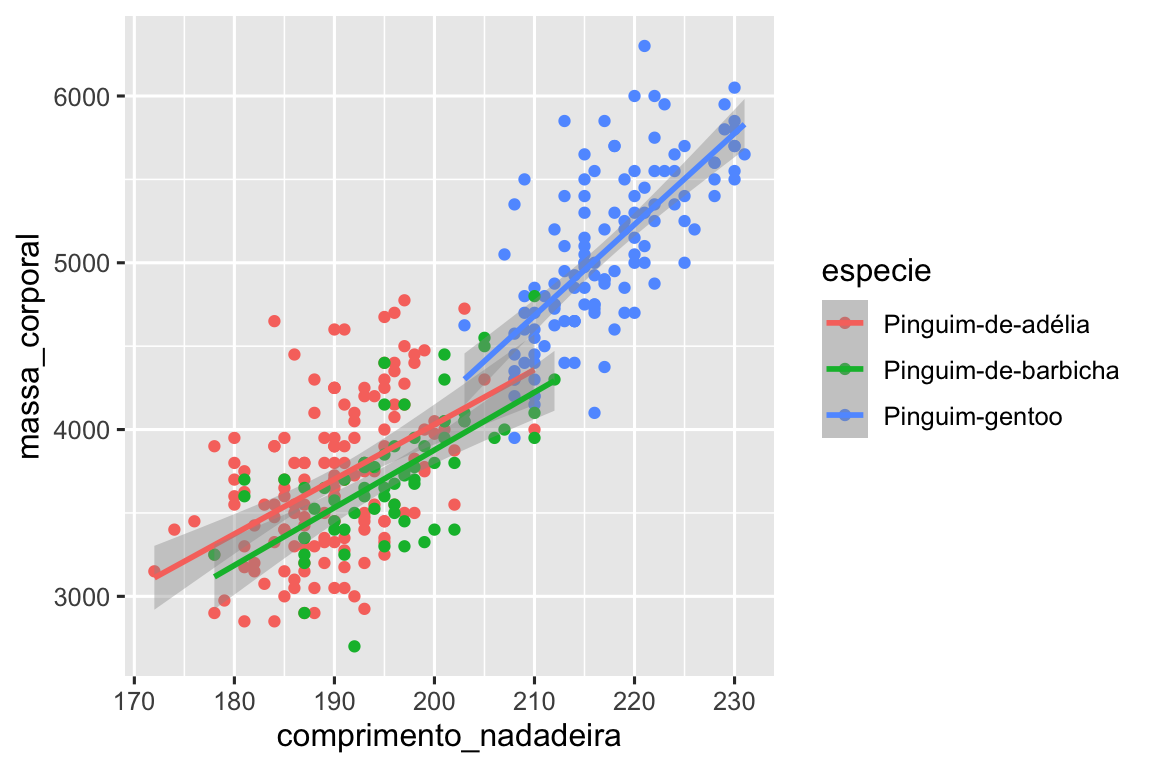 6000
5000
4000
3000
massa_corporal
170 180 190 200 210 220 230
comprimento_nadadeira
especie
Pinguim-de-adélia
Pinguim-de-barbicha
Pinguim-gentoo